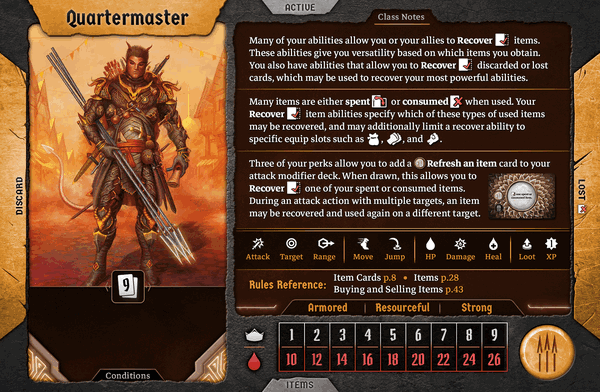 Quartermaster
ACTIVE
Class Notes
Many of your abilities allow you or your allies to Recover items.
These abilities give you versatility based on which items you obtain.
You also have abilities that allow you to Recover discarded or lost
cards, which may be used to recover your most powerful abilities.
Many items are either spent or consumed when used. Your
Recover item abilities specify which of these types of used items
may be recovered, and may additionally limit a recover ability to
specific equip slots such as , , and .
Three of your perks allow you to add a Refresh an item card to your
attack modifier deck. When drawn, this allows you to
Recover one of your spent or consumed items.
During an attack action with multiple targets, an item
may be recovered and used again on a different target.
Attack Target Range Move Jump HP Damage Heal Loot XP
Rules Reference:
Item Cards p.8 • Items p.28
Buying and Selling Items p.43
Armored | Resourceful | Strong
1 2 3 4 5 6 7 8 9
10 12 14 16 18 20 22 24 26
DISCARD
LOST
9
Conditions
ITEMS